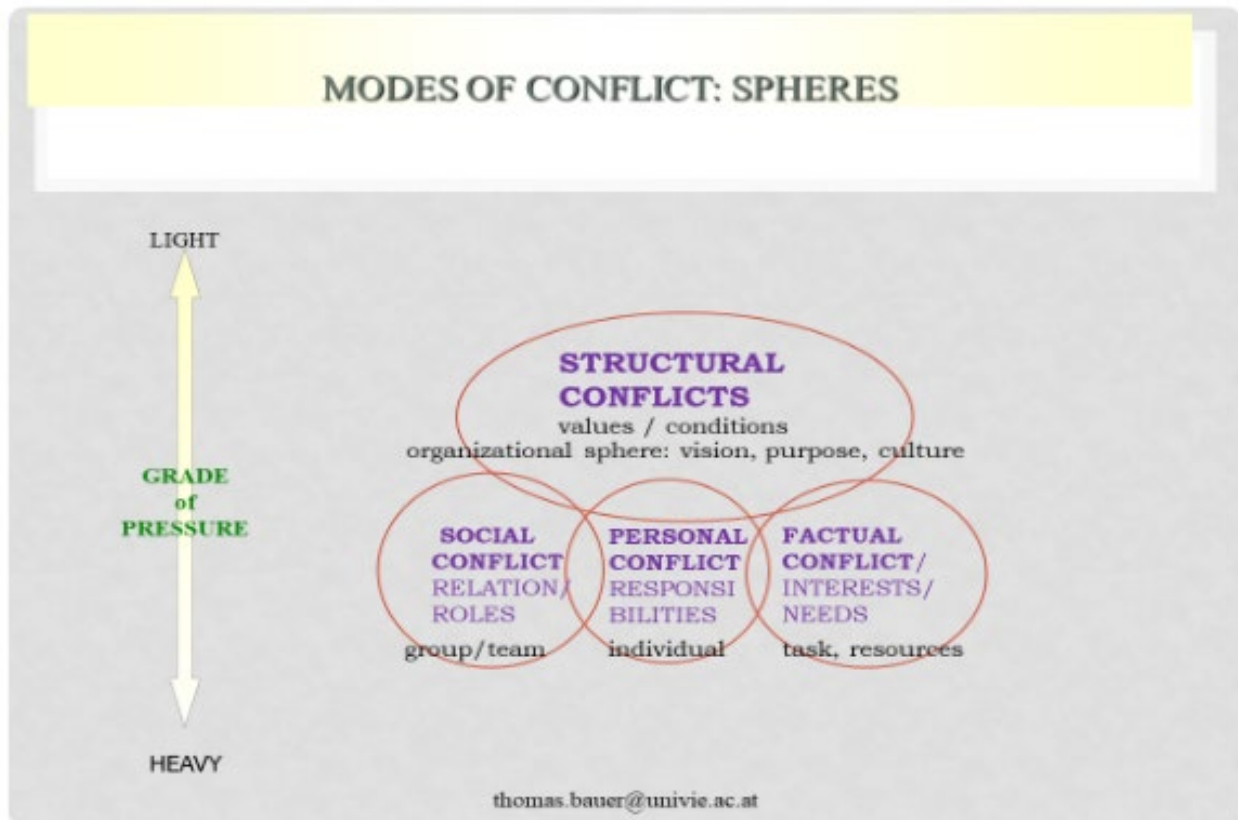 MODES OF CONFLICT: SPHERES
LIGHT
STRUCTURAL
CONFLICTS
values / conditions
organizational sphere: vision, purpose, culture
GRADE
of
PRESSURE
SOCIAL
CONFLICT
RELATION/
ROLES
group/team
PERSONAL
CONFLICT
RESPONSI
BILITIES
individual
FACTUAL
CONFLICT/
INTERESTS/
NEEDS
task, resources
HEAVY
thomas.bauer@univie.ac.at